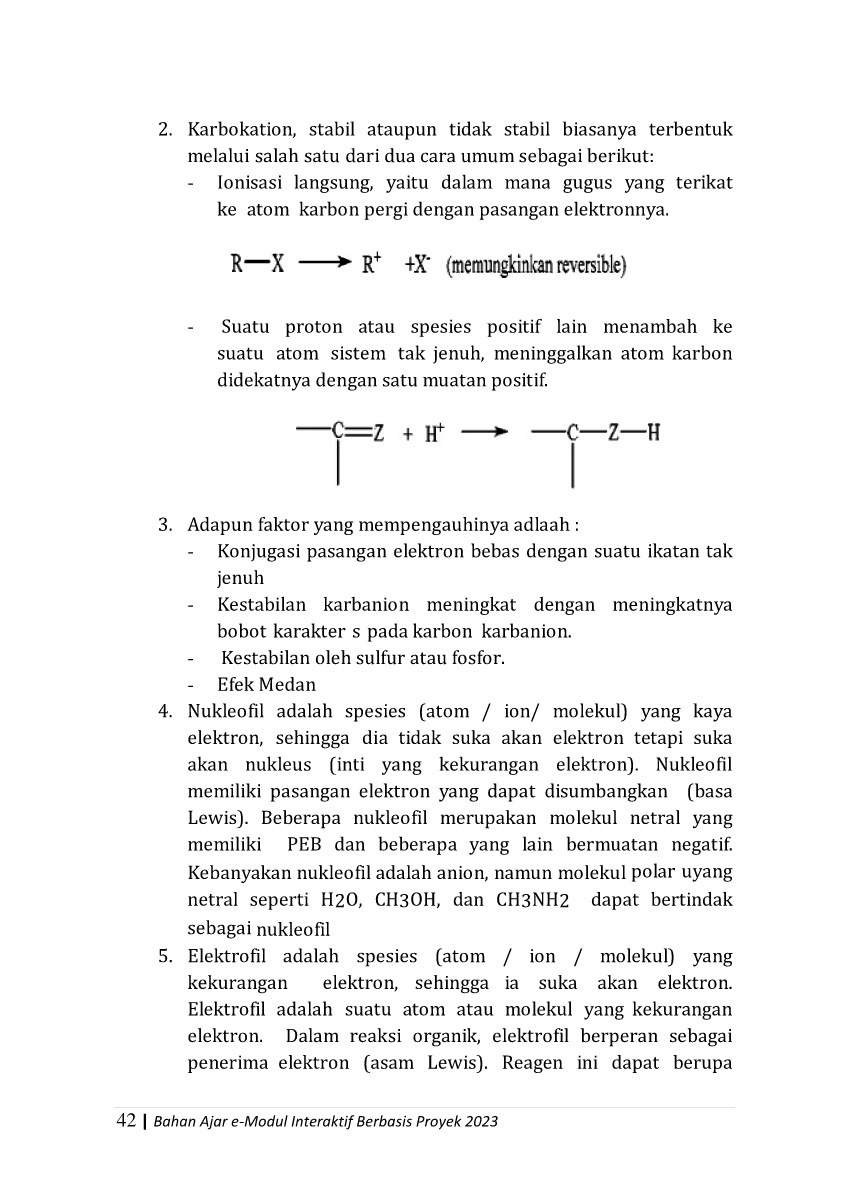 2. Karbokation, stabil ataupun tidak stabil biasanya terbentuk
melalui salah satu dari dua cara umum sebagai berikut:
- Ionisasi langsung, yaitu dalam mana gugus yang terikat
ke atom karbon pergi dengan pasangan elektronnya.
R—X ⟶ R⁺ +X⁻ (memungkinkan reversible)
- Suatu proton atau spesies positif lain menambah ke
suatu atom sistem tak jenuh, meninggalkan atom karbon
didekatnya dengan satu muatan positif.
—C=Z + H⁺ ⟶ —C—Z—H
3. Adapun faktor yang mempengauhinya adlaah :
- Konjugasi pasangan elektron bebas dengan suatu ikatan tak
jenuh
- Kestabilan karbanion meningkat dengan meningkatnya
bobot karakter s pada karbon karbanion.
- Kestabilan oleh sulfur atau fosfor.
- Efek Medan
4. Nukleofil adalah spesies (atom / ion/ molekul) yang kaya
elektron, sehingga dia tidak suka akan elektron tetapi suka
akan nukleus (inti yang kekurangan elektron). Nukleofil
memiliki pasangan elektron yang dapat disumbangkan (basa
Lewis). Beberapa nukleofil merupakan molekul netral yang
memiliki PEB dan beberapa yang lain bermuatan negatif.
Kebanyakan nukleofil adalah anion, namun molekul polar uyang
netral seperti H2O, CH3OH, dan CH3NH2 dapat bertindak
sebagai nukleofil
5. Elektrofil adalah spesies (atom / ion / molekul) yang
kekurangan elektron, sehingga ia suka akan elektron.
Elektrofil adalah suatu atom atau molekul yang kekurangan
elektron. Dalam reaksi organik, elektrofil berperan sebagai
penerima elektron (asam Lewis). Reagen ini dapat berupa
42 | Bahan Ajar e-Modul Interaktif Berbasis Proyek 2023